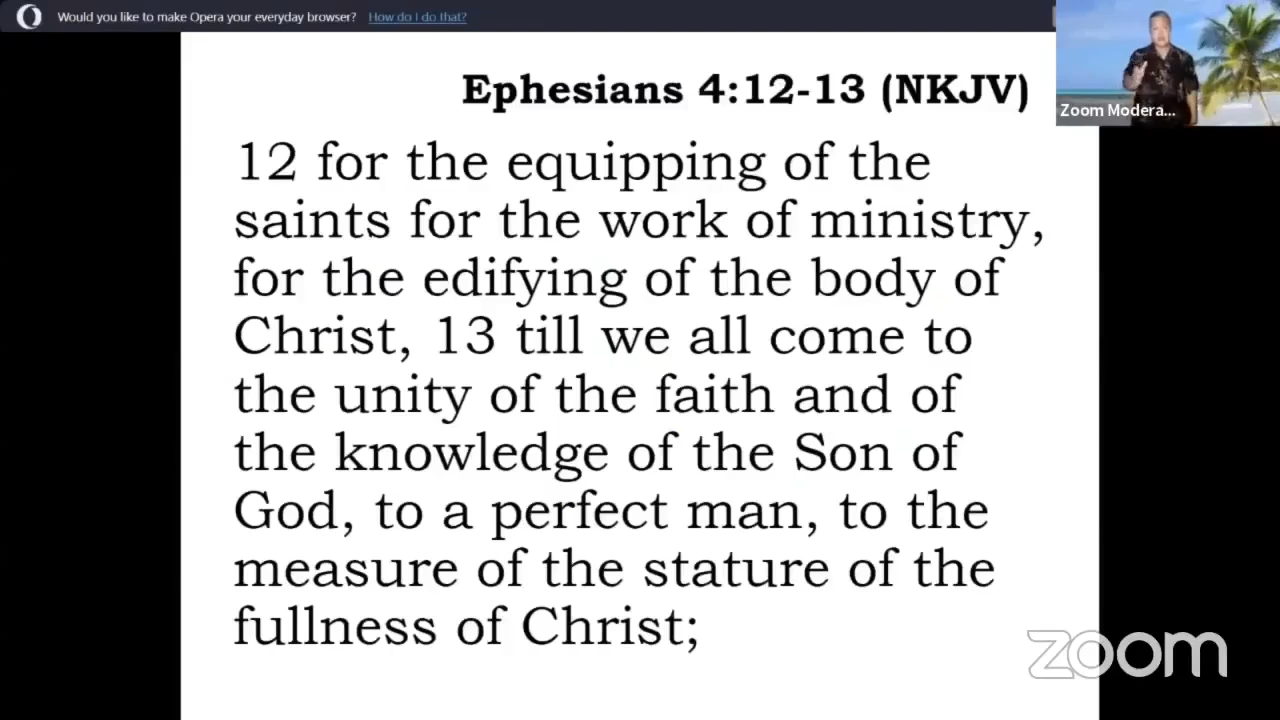 Would you like to make Opera your everyday browser? How do I do that?
Ephesians 4:12-13 (NKJV)
Zoom Modera...
12 for the equipping of the
saints for the work of ministry,
for the edifying of the body of
Christ, 13 till we all come to
the unity of the faith and of
the knowledge of the Son of
God, to a perfect man, to the
measure of the stature of the
fullness of Christ;
zoom